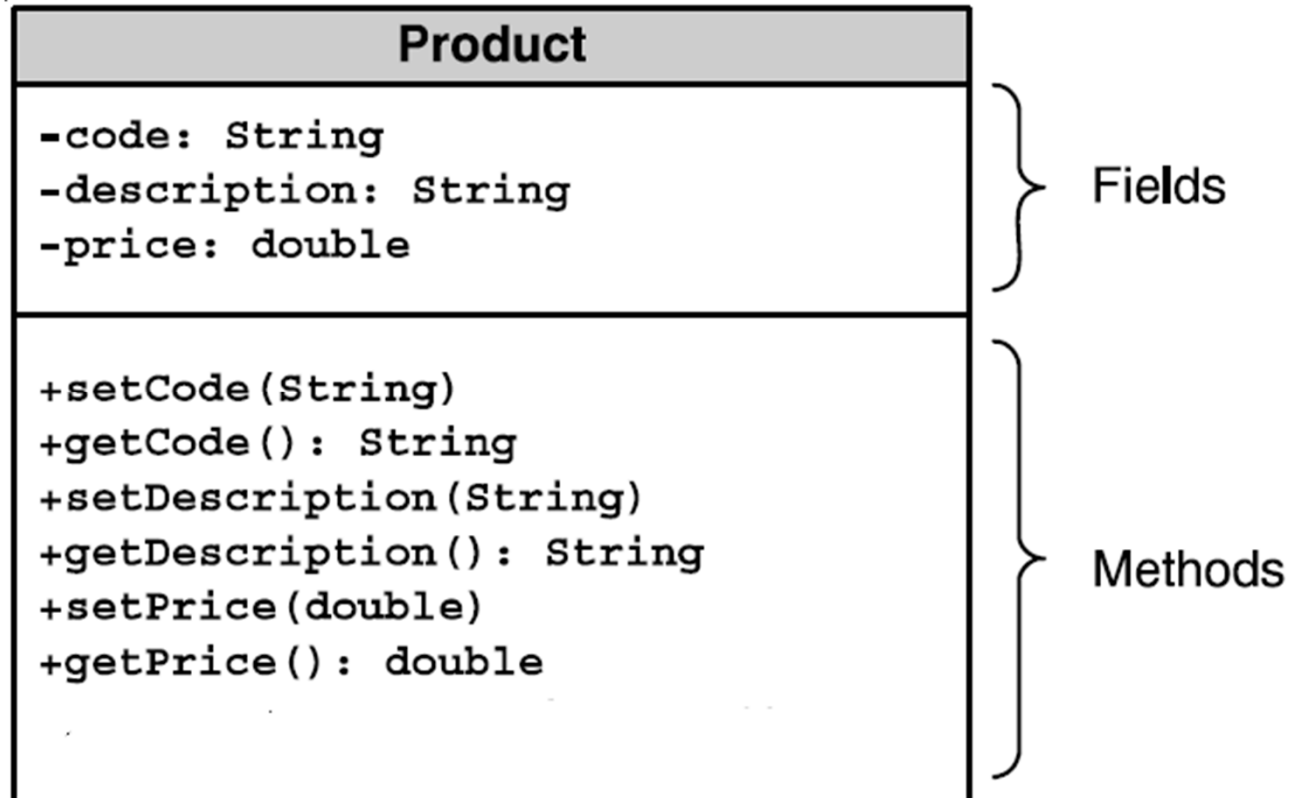 Product
-code: String
-description: String
-price: double
Fields
+setCode(String)
+getCode(): String
+setDescription(String)
+getDescription(): String
+setPrice(double)
+getPrice(): double
Methods